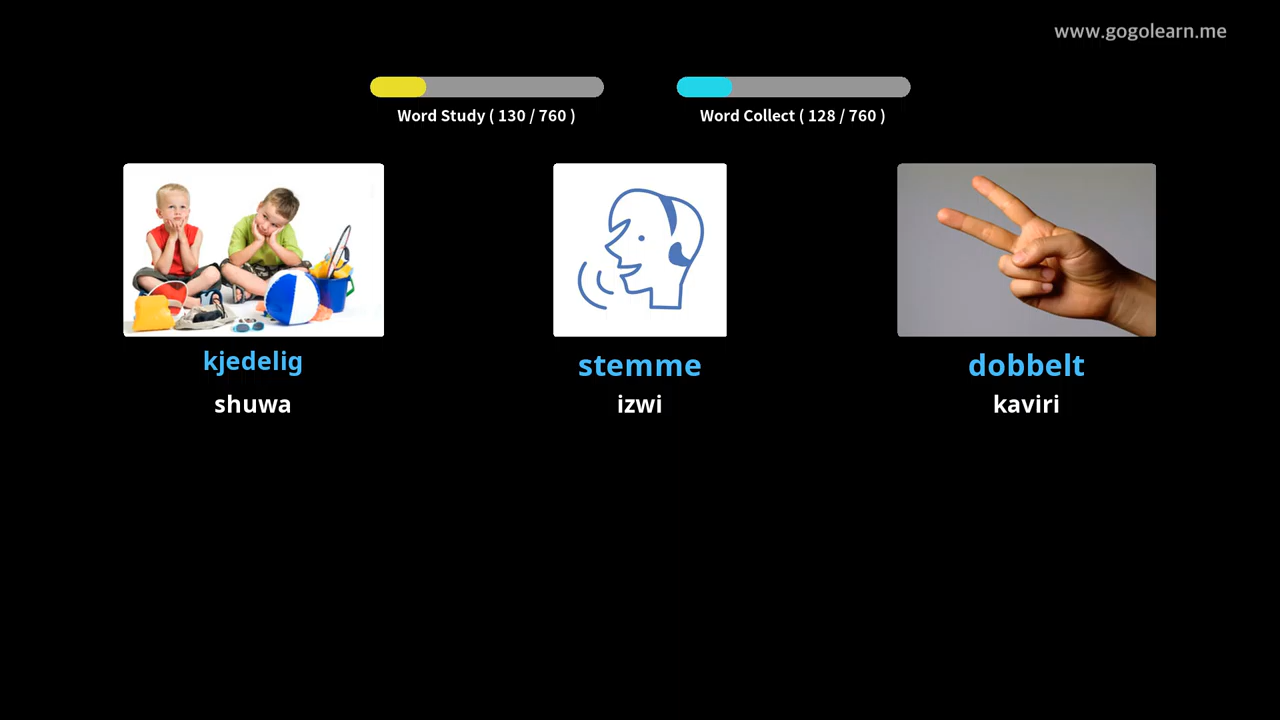 www.gogolearn.me
Word Study ( 130 / 760 )
Word Collect ( 128 / 760 )
kjedelig
shuwa
stemme
izwi
dobbelt
kaviri